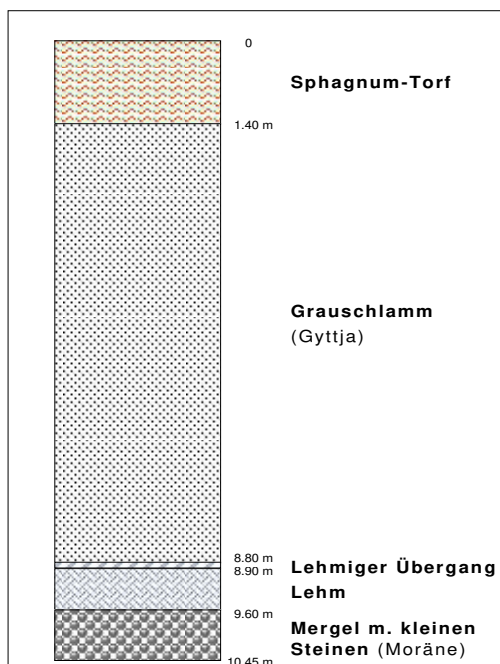 0
Sphagnum-Torf
1.40 m
Grauschlamm
(Gyttja)
8.80 m
8.90 m
Lehmiger Übergang
Lehm
9.60 m
Mergel m. kleinen
Steinen (Moräne)
10.45 m